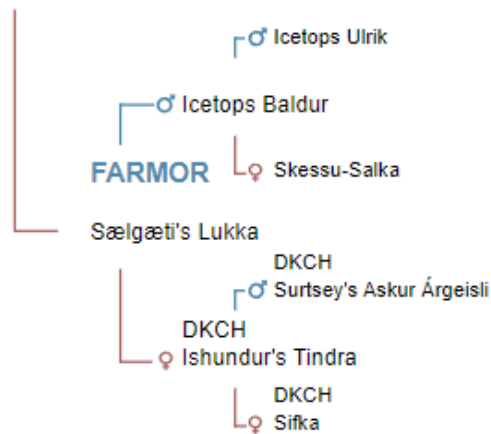 Icetops Ulrik
Icetops Baldur
FARMOR
Skessu-Salka
Sælgæti's Lukka
DKCH
Surtsey's Askur Árgeisli
DKCH
Ishundur's Tindra
DKCH
Sifka